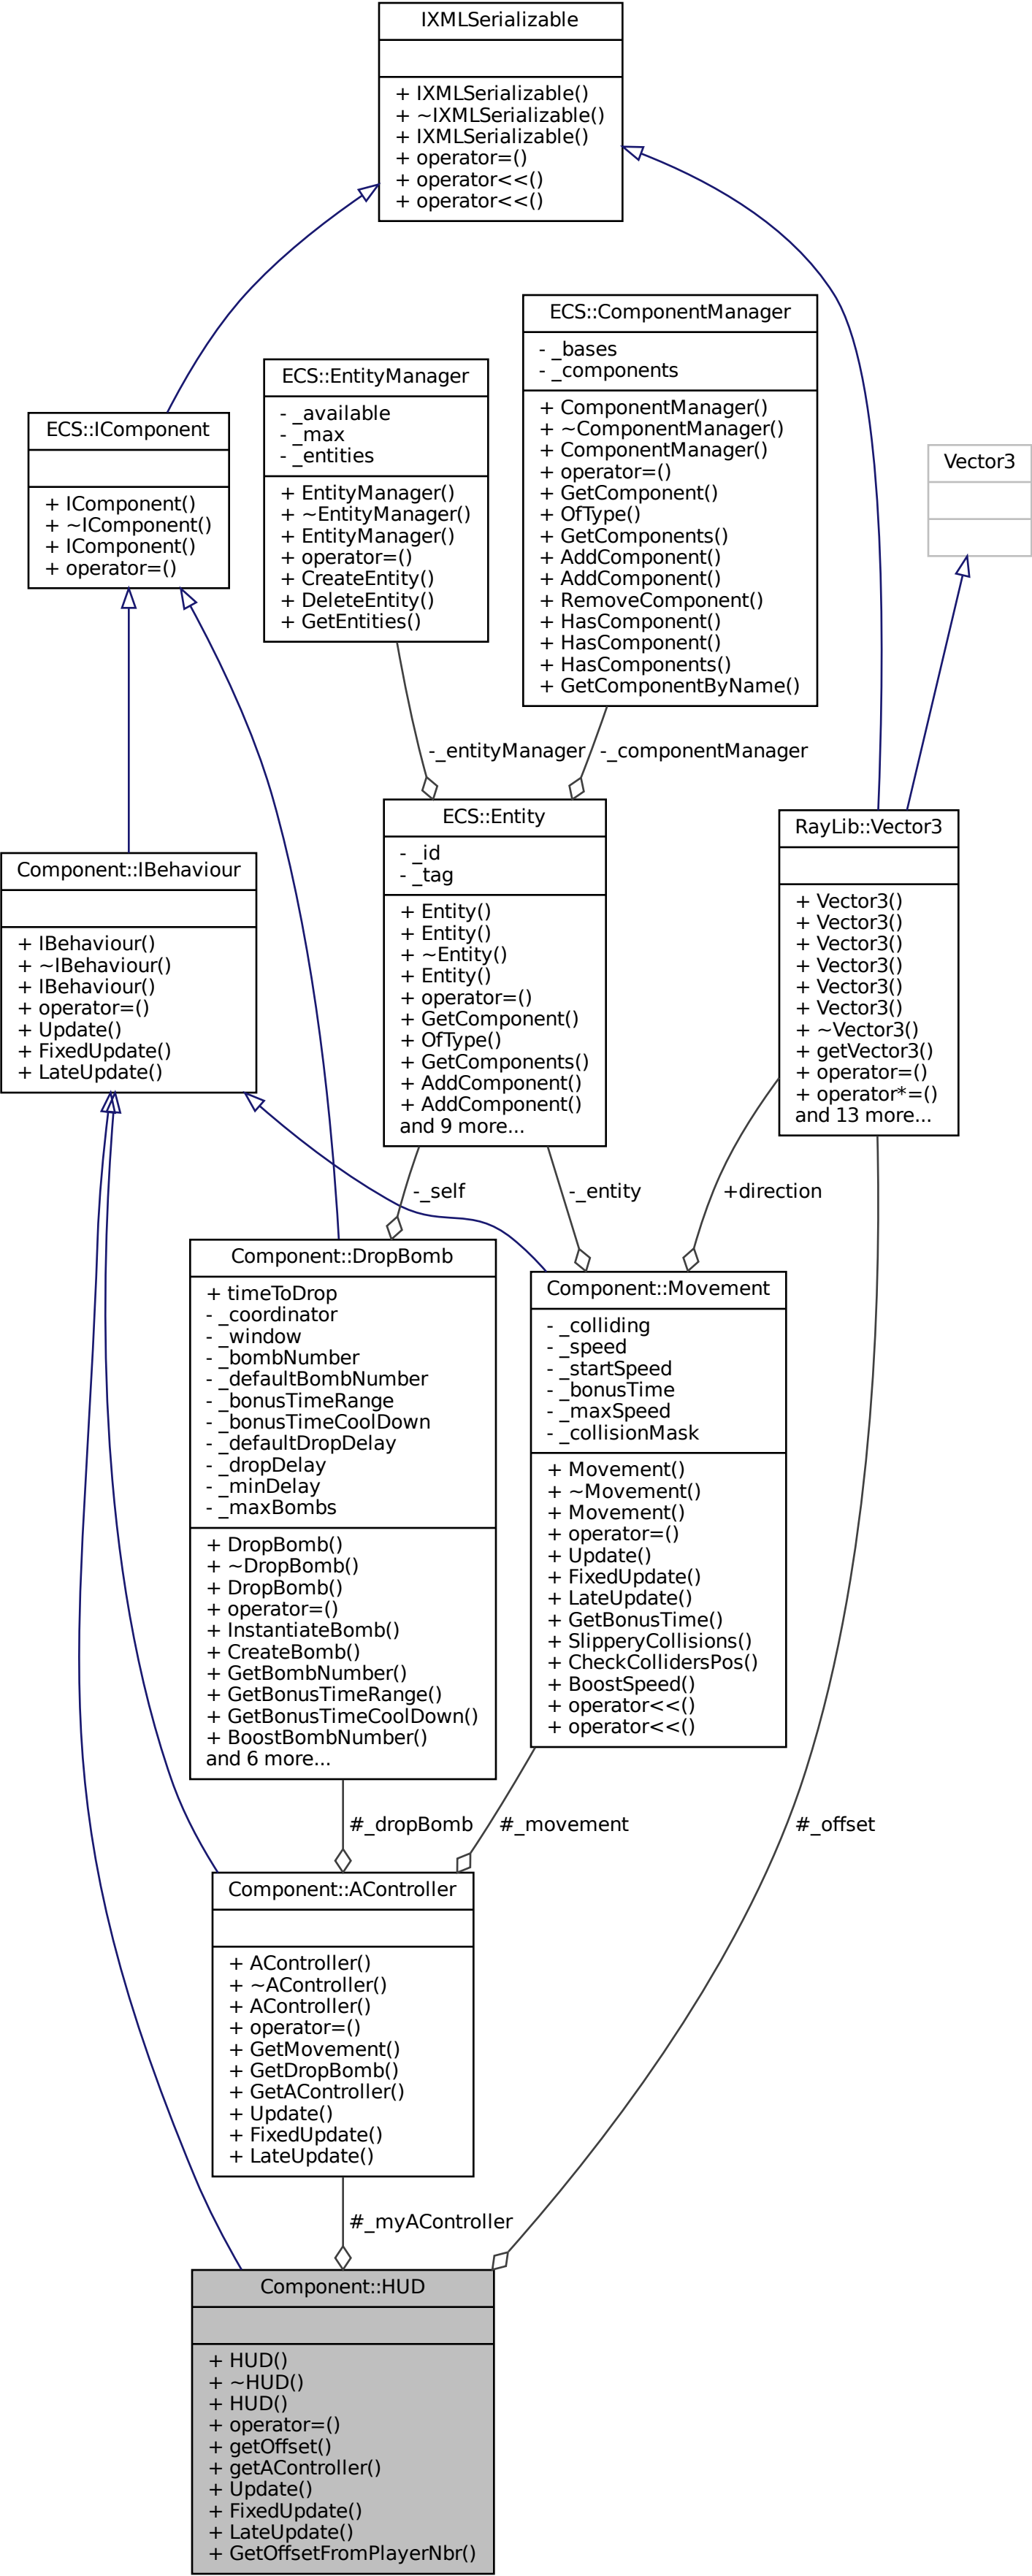 IXMLSerializable
+ IXMLSerializable()
+ ~IXMLSerializable()
+ IXMLSerializable()
+ operator=()
+ operator<<()
+ operator<<()
ECS::ComponentManager
- _bases
- _components
+ ComponentManager()
+ ~ComponentManager()
+ ComponentManager()
+ operator=()
+ GetComponent()
+ OfType()
+ GetComponents()
+ AddComponent()
+ AddComponent()
+ RemoveComponent()
+ HasComponent()
+ HasComponent()
+ HasComponents()
+ GetComponentByName()
ECS::EntityManager
- _available
- _max
- _entities
+ EntityManager()
+ ~EntityManager()
+ EntityManager()
+ operator=()
+ CreateEntity()
+ DeleteEntity()
+ GetEntities()
ECS::IComponent
+ IComponent()
+ ~IComponent()
+ IComponent()
+ operator=()
Vector3
-_entityManager
-_componentManager
ECS::Entity
- _id
- _tag
+ Entity()
+ Entity()
+ ~Entity()
+ Entity()
+ operator=()
+ GetComponent()
+ OfType()
+ GetComponents()
+ AddComponent()
+ AddComponent()
and 9 more...
RayLib::Vector3
+ Vector3()
+ Vector3()
+ Vector3()
+ Vector3()
+ Vector3()
+ Vector3()
+ ~Vector3()
+ getVector3()
+ operator=()
+ operator*=()
and 13 more...
Component::IBehaviour
+ IBehaviour()
+ ~IBehaviour()
+ IBehaviour()
+ operator=()
+ Update()
+ FixedUpdate()
+ LateUpdate()
-_self
-_entity
+direction
Component::DropBomb
+ timeToDrop
- _coordinator
- _window
- _bombNumber
- _defaultBombNumber
- _bonusTimeRange
- _bonusTimeCoolDown
- _defaultDropDelay
- _dropDelay
- _minDelay
- _maxBombs
+ DropBomb()
+ ~DropBomb()
+ DropBomb()
+ operator=()
+ InstantiateBomb()
+ CreateBomb()
+ GetBombNumber()
+ GetBonusTimeRange()
+ GetBonusTimeCoolDown()
+ BoostBombNumber()
and 6 more...
Component::Movement
- _colliding
- _speed
- _startSpeed
- _bonusTime
- _maxSpeed
- _collisionMask
+ Movement()
+ ~Movement()
+ Movement()
+ operator=()
+ Update()
+ FixedUpdate()
+ LateUpdate()
+ GetBonusTime()
+ SlipperyCollisions()
+ CheckCollidersPos()
+ BoostSpeed()
+ operator<<()
+ operator<<()
#_dropBomb
#_movement
#_offset
Component::AController
+ AController()
+ ~AController()
+ AController()
+ operator=()
+ GetMovement()
+ GetDropBomb()
+ GetAController()
+ Update()
+ FixedUpdate()
+ LateUpdate()
#_myAController
Component::HUD
+ HUD()
+ ~HUD()
+ HUD()
+ operator=()
+ getOffset()
+ getAController()
+ Update()
+ FixedUpdate()
+ LateUpdate()
+ GetOffsetFromPlayerNbr()